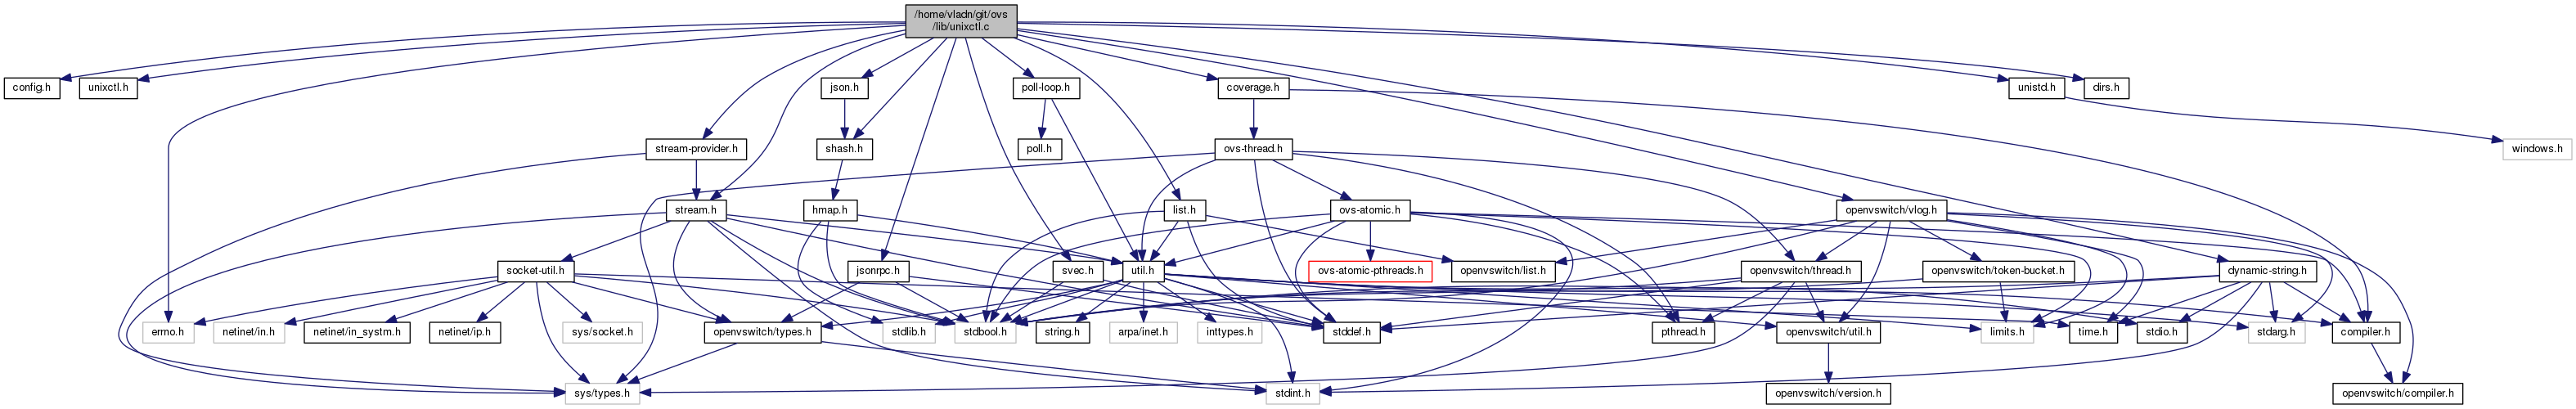 /home/vladn/git/ovs
/lib/unixctl.c
config.h
unixctl.h
json.h
poll-loop.h
coverage.h
unistd.h
dirs.h
stream-provider.h
shash.h
poll.h
ovs-thread.h
windows.h
stream.h
hmap.h
list.h
ovs-atomic.h
openvswitch/vlog.h
socket-util.h
jsonrpc.h
svec.h
util.h
ovs-atomic-pthreads.h
openvswitch/list.h
openvswitch/thread.h
openvswitch/token-bucket.h
dynamic-string.h
errno.h
netinet/in.h
netinet/in_systm.h
netinet/ip.h
sys/socket.h
openvswitch/types.h
stdlib.h
stdbool.h
string.h
arpa/inet.h
inttypes.h
stddef.h
pthread.h
openvswitch/util.h
limits.h
time.h
stdio.h
stdarg.h
compiler.h
sys/types.h
stdint.h
openvswitch/version.h
openvswitch/compiler.h